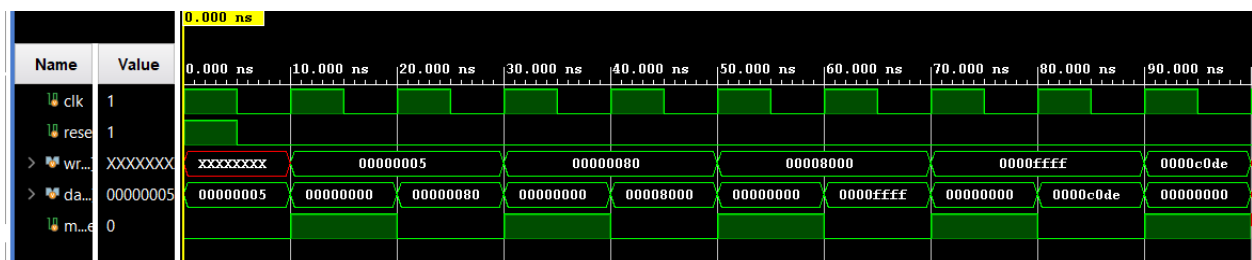 0.000 ns
Name Value 0.000 ns 10.000 ns 20.000 ns 30.000 ns 40.000 ns 50.000 ns 60.000 ns 70.000 ns 80.000 ns 90.000 ns
clk 1
rese 1
> wr...] XXXXXXX XXXXXXXX 00000005 00000080 00008000 0000ffff 0000c0de
> da... 00000005 00000005 00000000 00000080 00000000 00008000 00000000 0000ffff 00000000 0000c0de 00000000
m...e 0